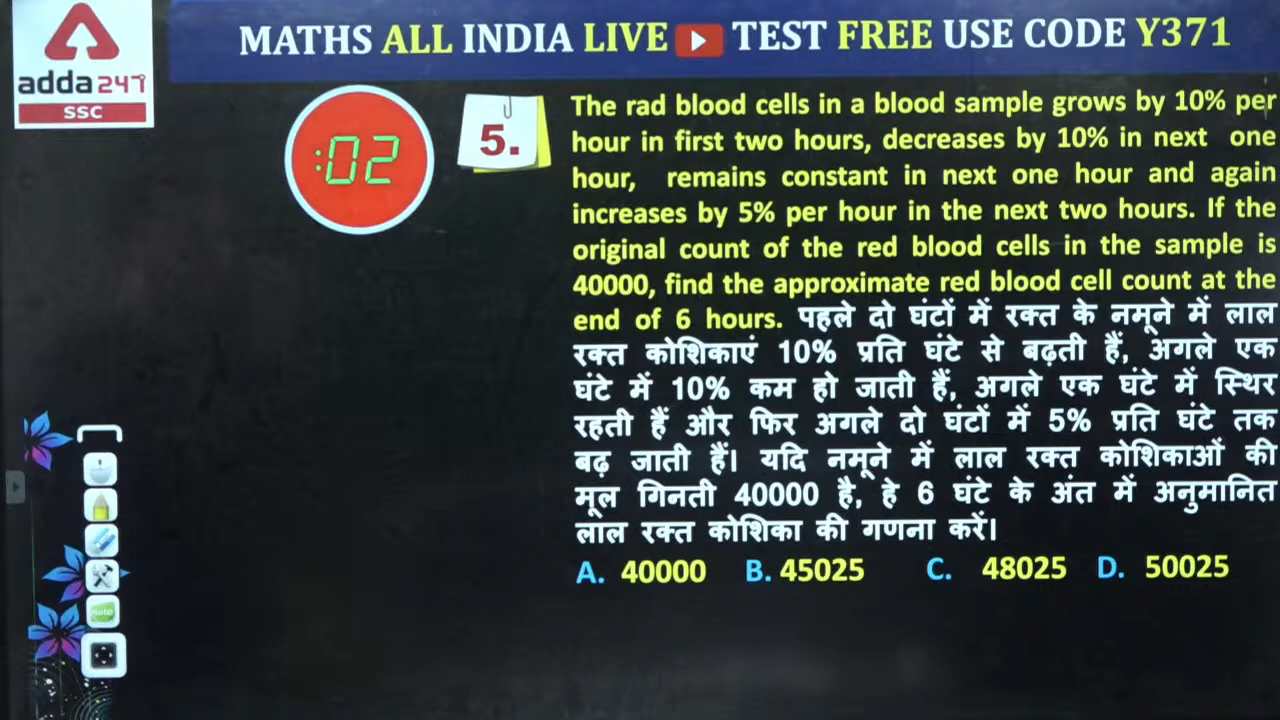 MATHS ALL INDIA LIVE TEST FREE USE CODE Y371
adda247
SSC
:02
5.
The rad blood cells in a blood sample grows by 10% per
hour in first two hours, decreases by 10% in next one
hour, remains constant in next one hour and again
increases by 5% per hour in the next two hours. If the
original count of the red blood cells in the sample is
40000, find the approximate red blood cell count at the
end of 6 hours. पहले दो घंटों में रक्त के नमूने में लाल
रक्त कोशिकाएं 10% प्रति घंटे से बढ़ती हैं, अगले एक
घंटे में 10% कम हो जाती हैं, अगले एक घंटे में स्थिर
रहती हैं और फिर अगले दो घंटों में 5% प्रति घंटे तक
बढ़ जाती हैं। यदि नमूने में लाल रक्त कोशिकाओं की
मूल गिनती 40000 है, हे 6 घंटे के अंत में अनुमानित
लाल रक्त कोशिका की गणना करें।
A. 40000 B. 45025 C. 48025 D. 50025